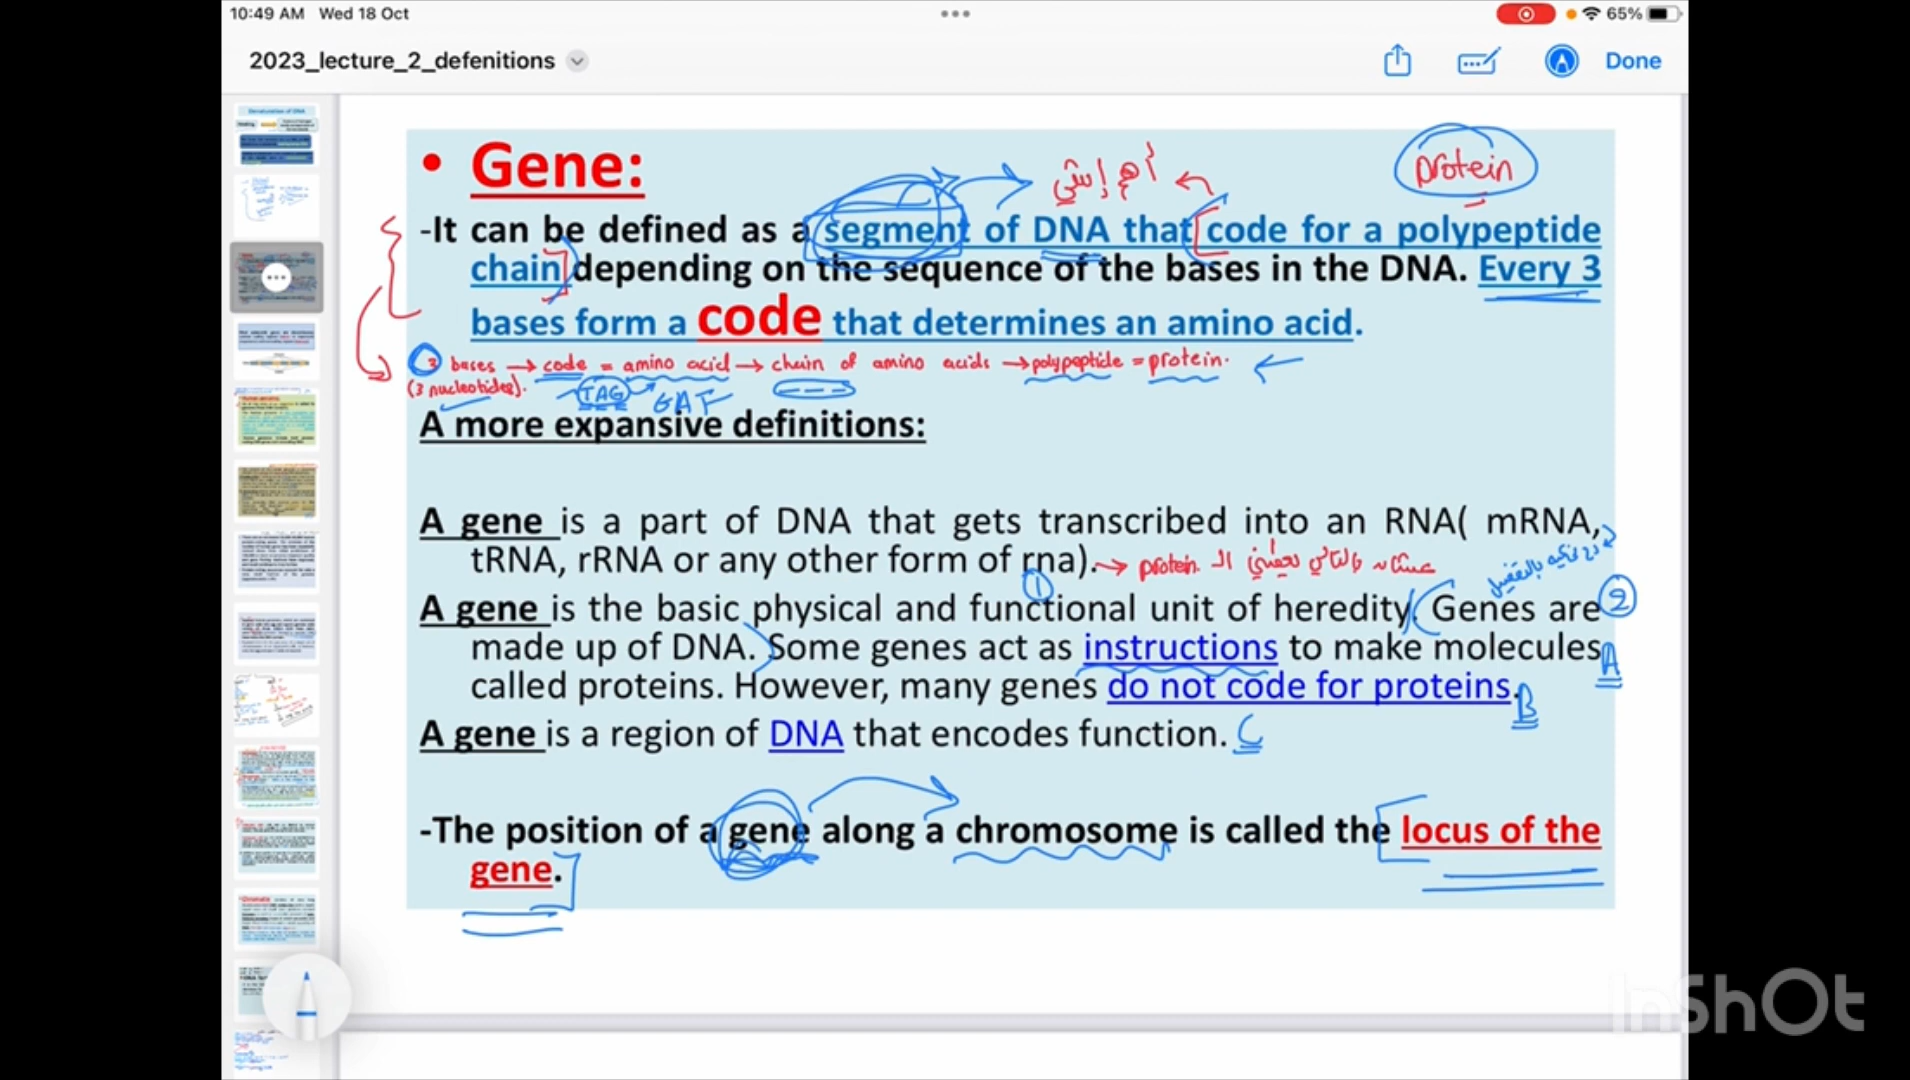 10:49 AM Wed 18 Oct
65%
2023_lecture_2_defenitions
Done
• Gene:
protein
أهم إشي
-It can be defined as a segment of DNA that code for a polypeptide
chain depending on the sequence of the bases in the DNA. Every 3
bases form a code that determines an amino acid.
3 bases → code = amino acid → chain of amino acids → polypeptide = protein.
(3 nucleotides).
TAG
GAT
A more expansive definitions:
A gene is a part of DNA that gets transcribed into an RNA( mRNA,
tRNA, rRNA or any other form of rna). → protein. عشان بالتالي يعطيني الـ
بالتفصيل
1
A gene is the basic physical and functional unit of heredity. Genes are 2
made up of DNA. Some genes act as instructions to make molecules A
called proteins. However, many genes do not code for proteins. B
A gene is a region of DNA that encodes function. C
-The position of a gene along a chromosome is called the locus of the
gene.
InShOt